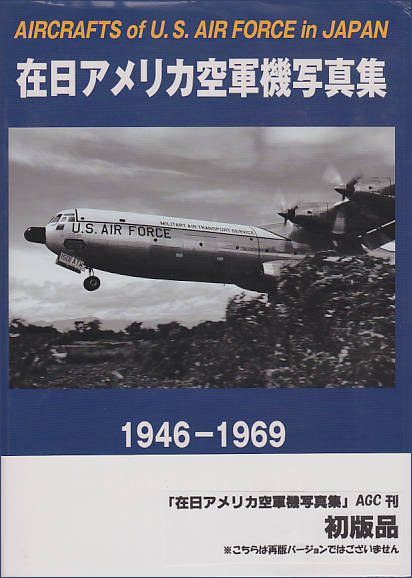 AIRCRAFTS of U. S. AIR FORCE in JAPAN
在日アメリカ空軍機写真集
MILITARY AIR TRANSPORT SERVICE
U.S. AIR FORCE
1946-1969
「在日アメリカ空軍機写真集」 AGC 刊
初版品
※こちらは再版バージョンではございません